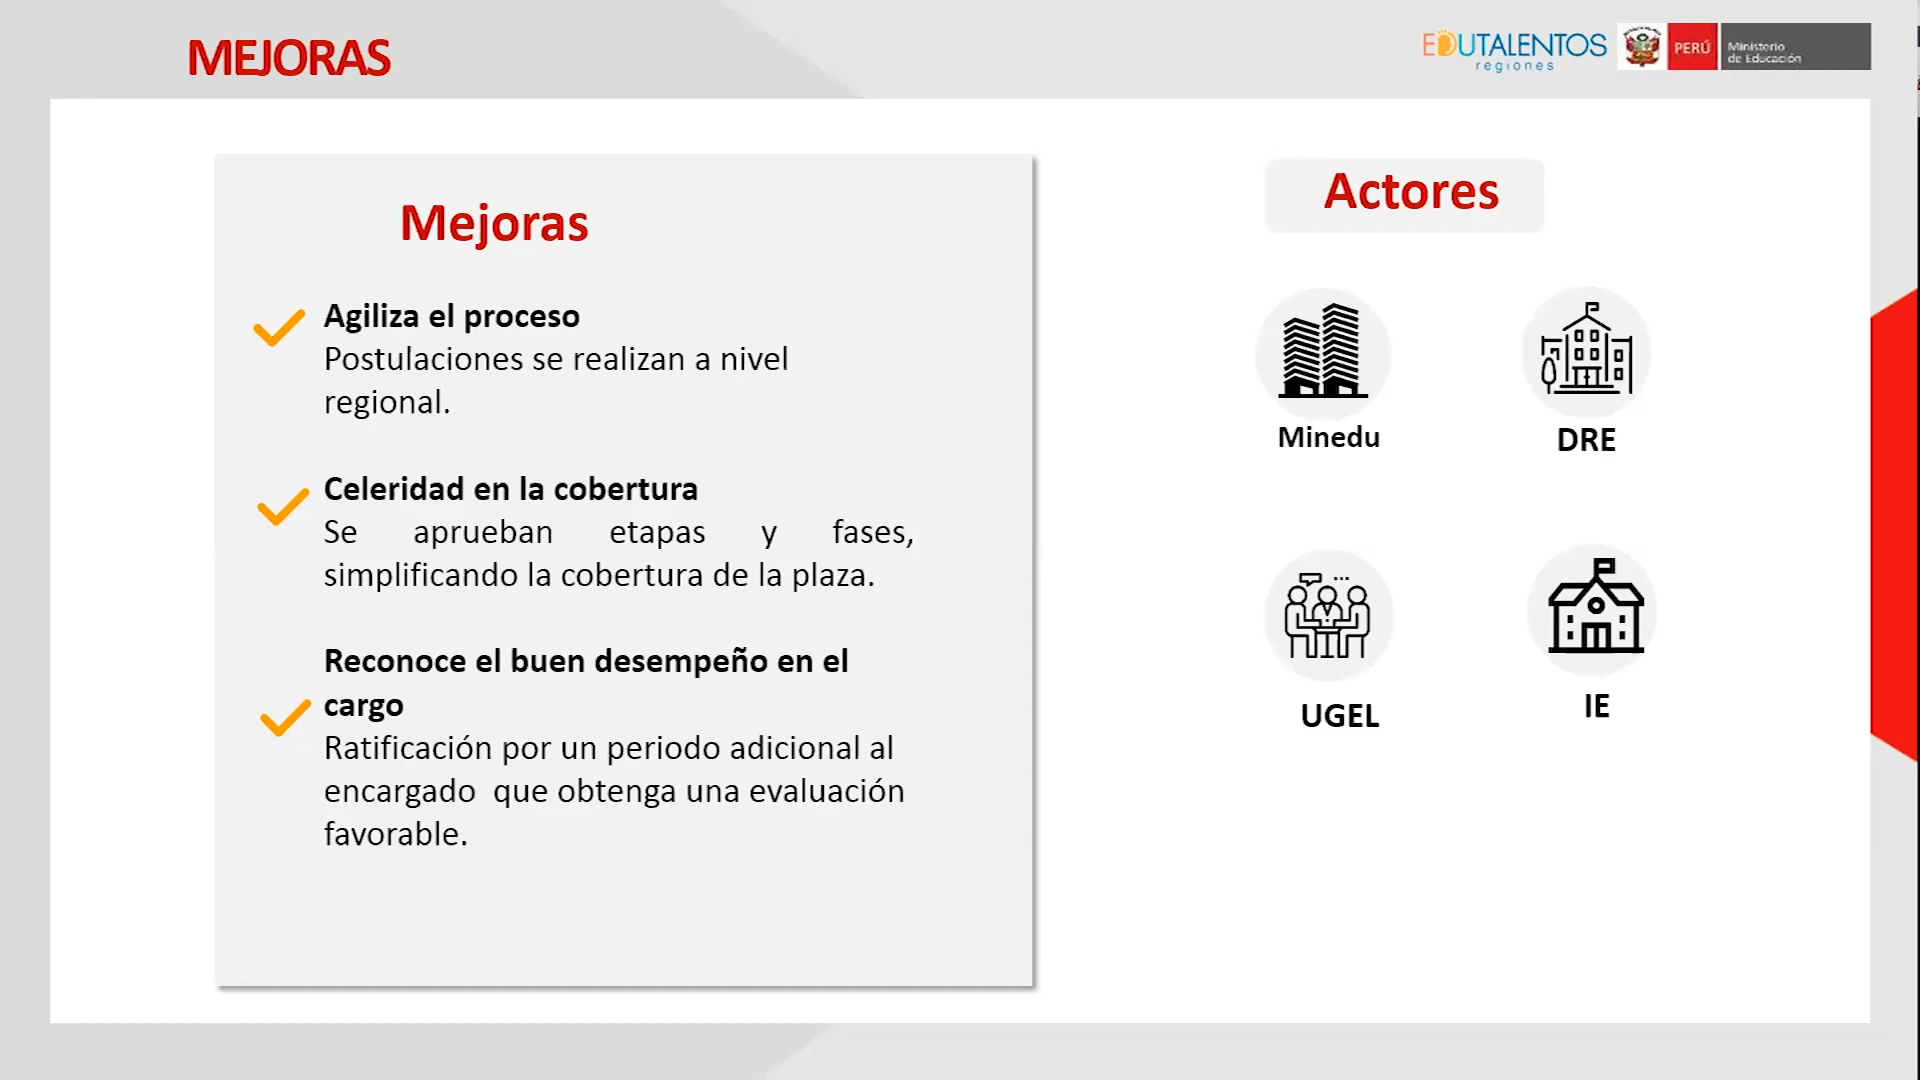 MEJORAS
EDUTALENTOS
regiones
PERÚ
Ministerio
de Educación
Mejoras
Agiliza el proceso
Postulaciones se realizan a nivel
regional.
Celeridad en la cobertura
Se aprueban etapas y fases,
simplificando la cobertura de la plaza.
Reconoce el buen desempeño en el
cargo
Ratificación por un periodo adicional al
encargado que obtenga una evaluación
favorable.
Actores
Minedu
DRE
UGEL
IE